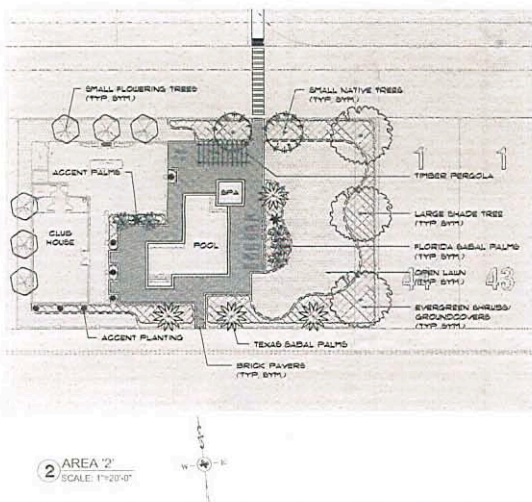 SMALL FLOWERING TREES
(TYP. SYM.)
SMALL NATIVE TREES
(TYP. SYM.)
ACCENT PALMS
TIMBER PERGOLA
SPA
LARGE SHADE TREE
(TYP. SYM.)
CLUB
HOUSE
POOL
FLORIDA SABAL PALMS
(TYP. SYM.)
OPEN LAWN
(TYP. SYM.)
EVERGREEN SHRUBS/
GROUNDCOVERS
(TYP. SYM.)
ACCENT PLANTING
TEXAS SABAL PALMS
BRICK PAVERS
(TYP. SYM.)
1 1
4 43
2 AREA '2'
SCALE: 1"=20'-0"
W E